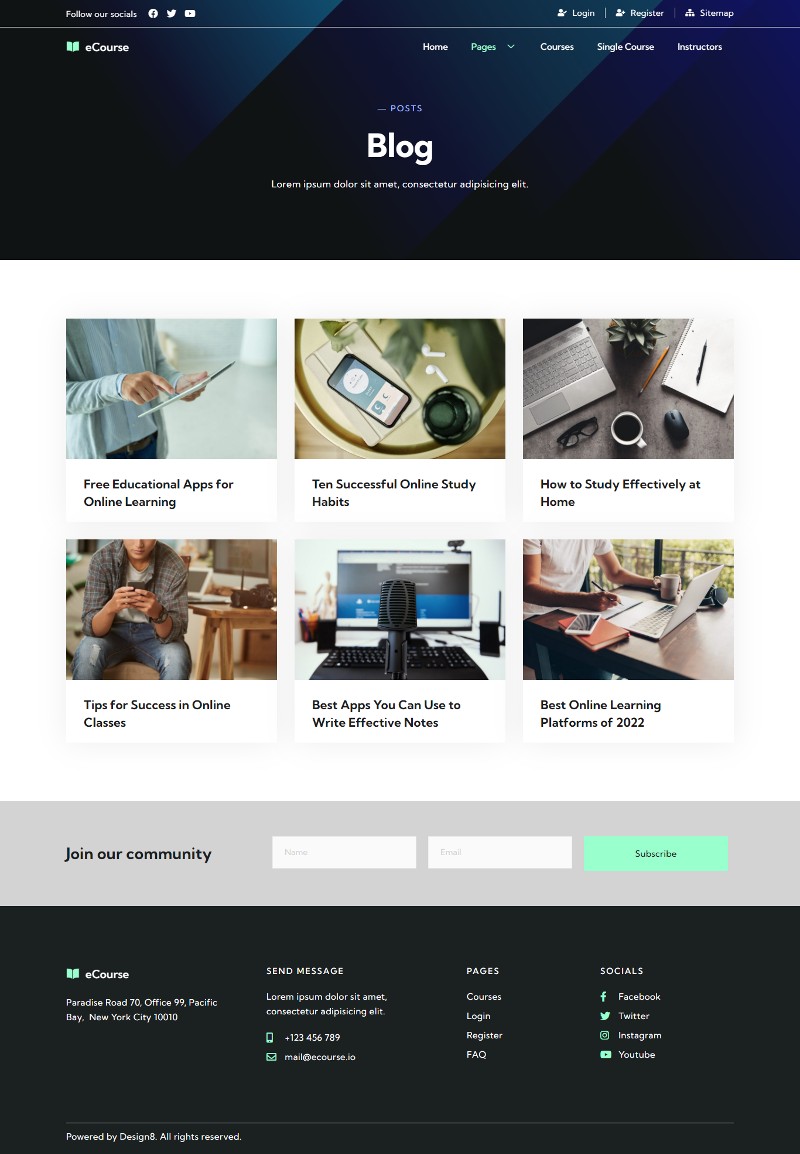 Follow our socials
Login
Register
Sitemap
eCourse
Home
Pages
Courses
Single Course
Instructors
— POSTS
Blog
Lorem ipsum dolor sit amet, consectetur adipisicing elit.
Free Educational Apps for
Online Learning
Ten Successful Online Study
Habits
How to Study Effectively at
Home
Tips for Success in Online
Classes
Best Apps You Can Use to
Write Effective Notes
Best Online Learning
Platforms of 2022
Join our community
Name
Email
Subscribe
eCourse
Paradise Road 70, Office 99, Pacific
Bay, New York City 10010
SEND MESSAGE
Lorem ipsum dolor sit amet,
consectetur adipisicing elit.
+123 456 789
mail@ecourse.io
PAGES
Courses
Login
Register
FAQ
SOCIALS
Facebook
Twitter
Instagram
Youtube
Powered by Design8. All rights reserved.